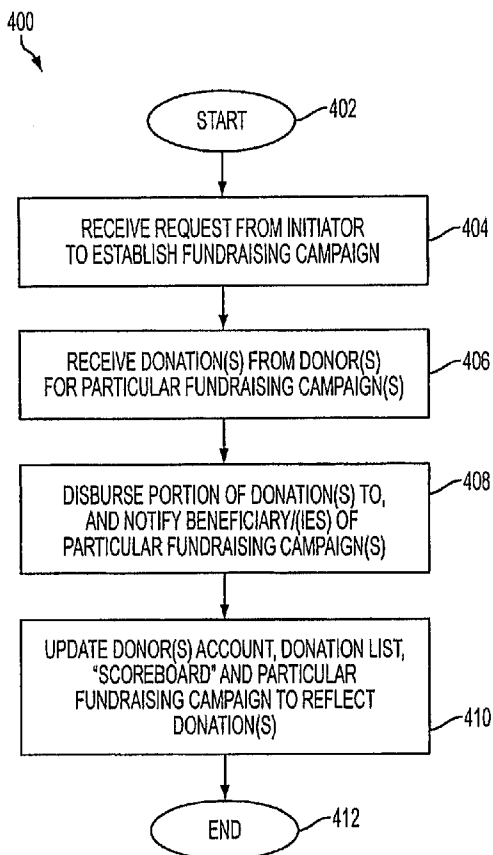 400
START
402
RECEIVE REQUEST FROM INITIATOR
TO ESTABLISH FUNDRAISING CAMPAIGN
404
RECEIVE DONATION(S) FROM DONOR(S)
FOR PARTICULAR FUNDRAISING CAMPAIGN(S)
406
DISBURSE PORTION OF DONATION(S) TO,
AND NOTIFY BENEFICIARY/(IES) OF
PARTICULAR FUNDRAISING CAMPAIGN(S)
408
UPDATE DONOR(S) ACCOUNT, DONATION LIST,
"SCOREBOARD" AND PARTICULAR
FUNDRAISING CAMPAIGN TO REFLECT
DONATION(S)
410
END
412